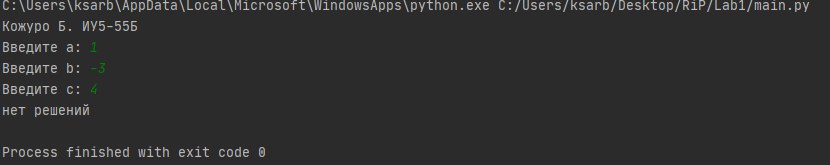 C:\Users\ksarb\AppData\Local\Microsoft\WindowsApps\python.exe C:/Users/ksarb/Desktop/RiP/Lab1/main.py
Кожуро Б. ИУ5-55Б
Введите a: 1
Введите b: -3
Введите c: 4
нет решений
Process finished with exit code 0